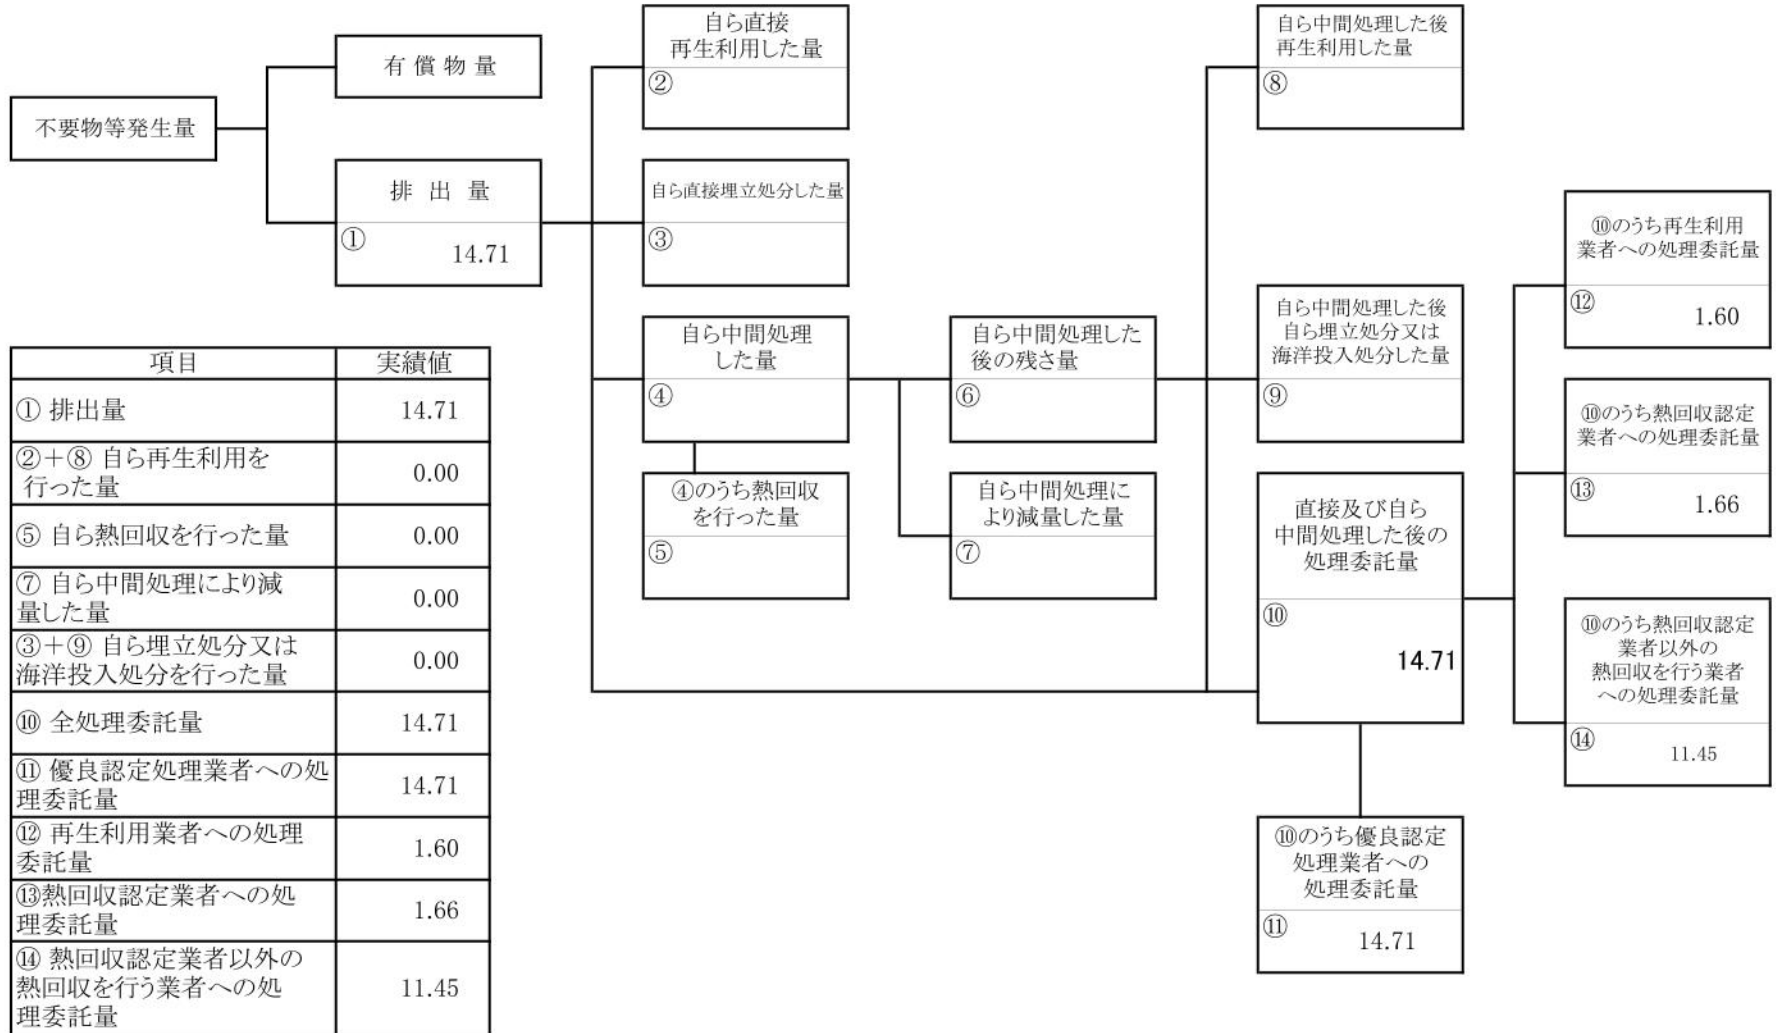 不要物等発生量
有償物量
排出量
①
14.71
自ら直接
再生利用した量
②
自ら直接埋立処分した量
③
自ら中間処理
した量
④
④のうち熱回収
を行った量
⑤
自ら中間処理した
後の残さ量
⑥
自ら中間処理に
より減量した量
⑦
自ら中間処理した後
再生利用した量
⑧
自ら中間処理した後
自ら埋立処分又は
海洋投入処分した量
⑨
直接及び自ら
中間処理した後の
処理委託量
⑩
14.71
⑩のうち優良認定
処理業者への
処理委託量
⑪
14.71
⑩のうち再生利用
業者への処理委託量
⑫
1.60
⑩のうち熱回収認定
業者への処理委託量
⑬
1.66
⑩のうち熱回収認定
業者以外の
熱回収を行う業者
への処理委託量
⑭
11.45
項目 実績値
① 排出量 14.71
②+⑧ 自ら再生利用を
行った量 0.00
⑤ 自ら熱回収を行った量 0.00
⑦ 自ら中間処理により減
量した量 0.00
③+⑨ 自ら埋立処分又は
海洋投入処分を行った量 0.00
⑩ 全処理委託量 14.71
⑪ 優良認定処理業者への処
理委託量 14.71
⑫ 再生利用業者への処理
委託量 1.60
⑬熱回収認定業者への処
理委託量 1.66
⑭ 熱回収認定業者以外の
熱回収を行う業者への処
理委託量 11.45